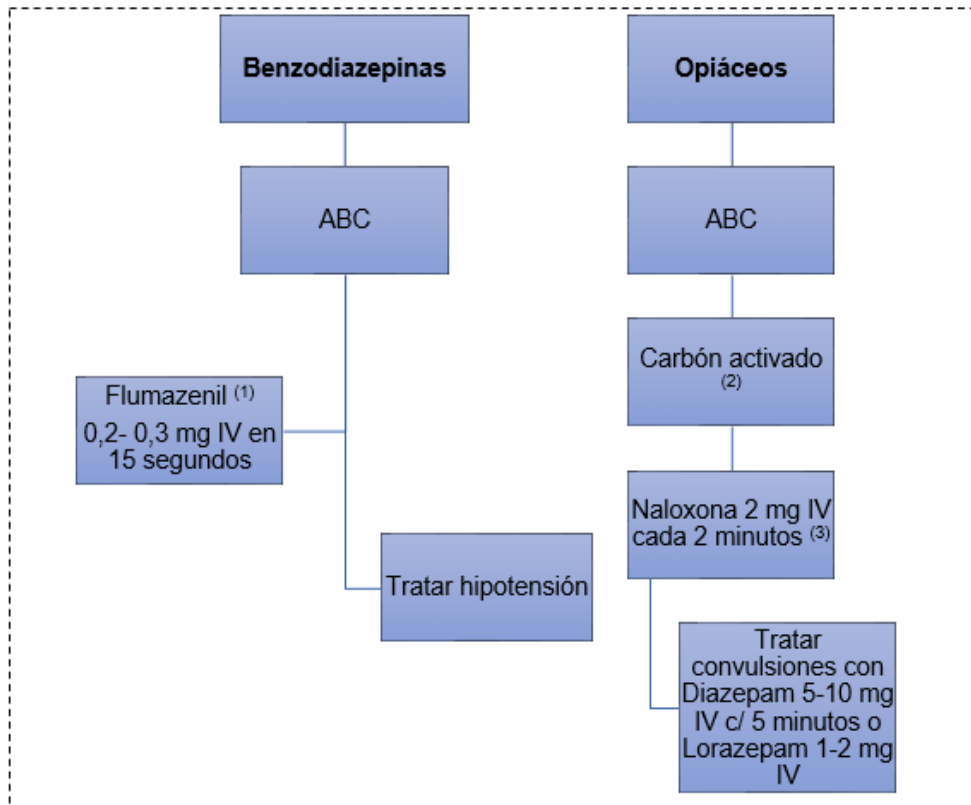 Benzodiazepinas
ABC
Flumazenil (1)
0,2- 0,3 mg IV en
15 segundos
Tratar hipotensión
Opiáceos
ABC
Carbón activado
(2)
Naloxona 2 mg IV
cada 2 minutos (3)
Tratar
convulsiones con
Diazepam 5-10 mg
IV c/ 5 minutos o
Lorazepam 1-2 mg
IV